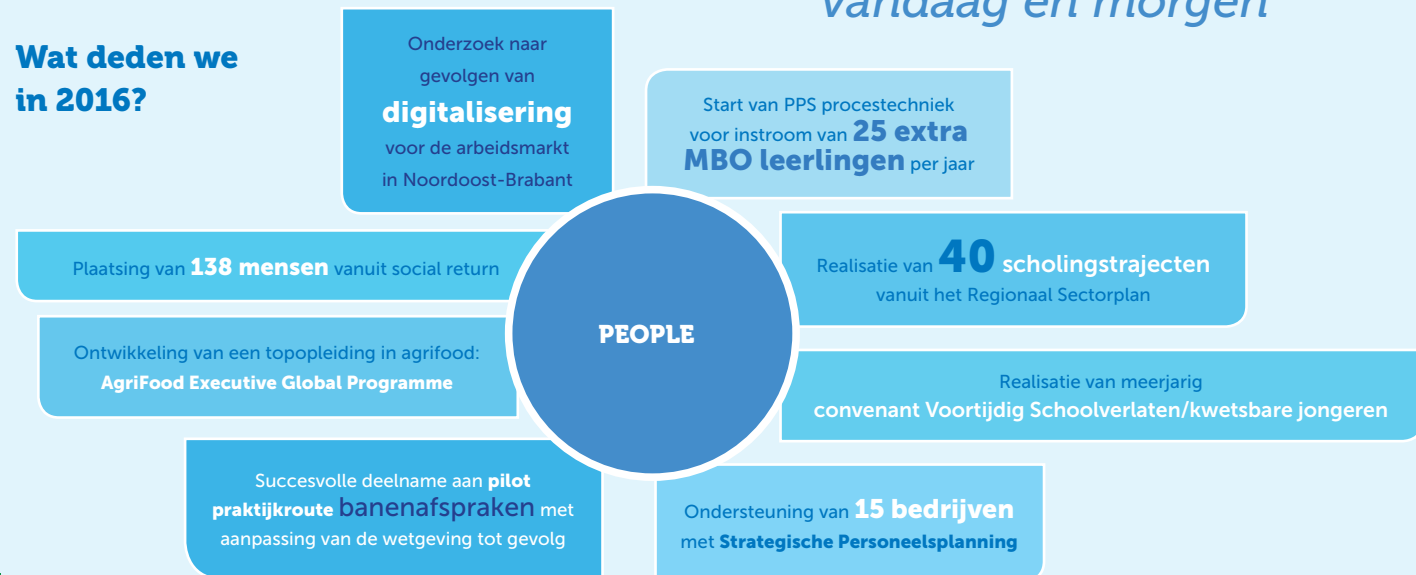 vandaag en morgen
Wat deden we
in 2016?
Onderzoek naar
gevolgen van
digitalisering
voor de arbeidsmarkt
in Noordoost-Brabant
Start van PPS procestechniek
voor instroom van 25 extra
MBO leerlingen per jaar
Plaatsing van 138 mensen vanuit social return
Realisatie van 40 scholingstrajecten
vanuit het Regionaal Sectorplan
PEOPLE
Ontwikkeling van een topopleiding in agrifood:
AgriFood Executive Global Programme
Realisatie van meerjarig
convenant Voortijdig Schoolverlaten/kwetsbare jongeren
Succesvolle deelname aan pilot
praktijkroute banenafspraken met
aanpassing van de wetgeving tot gevolg
Ondersteuning van 15 bedrijven
met Strategische Personeelsplanning